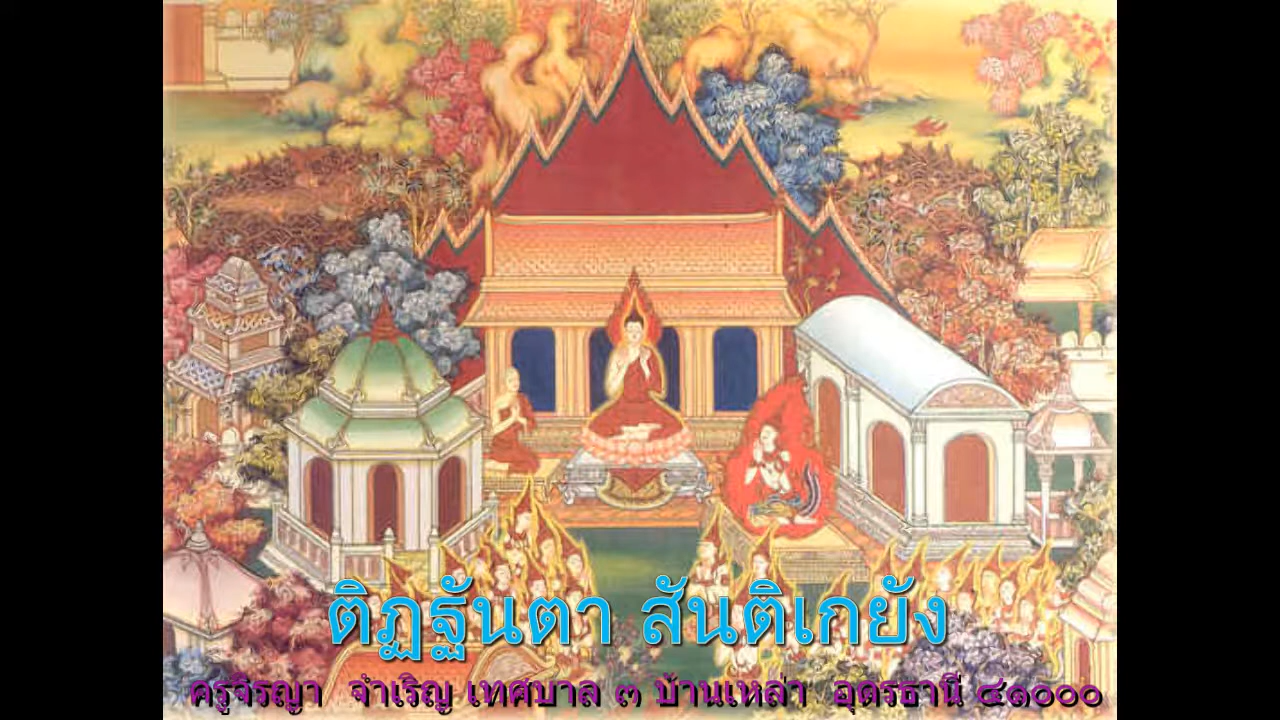 ติฏฐันตา สันติเกยัง
ครูจิรญา จำเริญ เทศบาล ๓ บ้านเหล่า อุดรธานี ๔๑๐๐๐